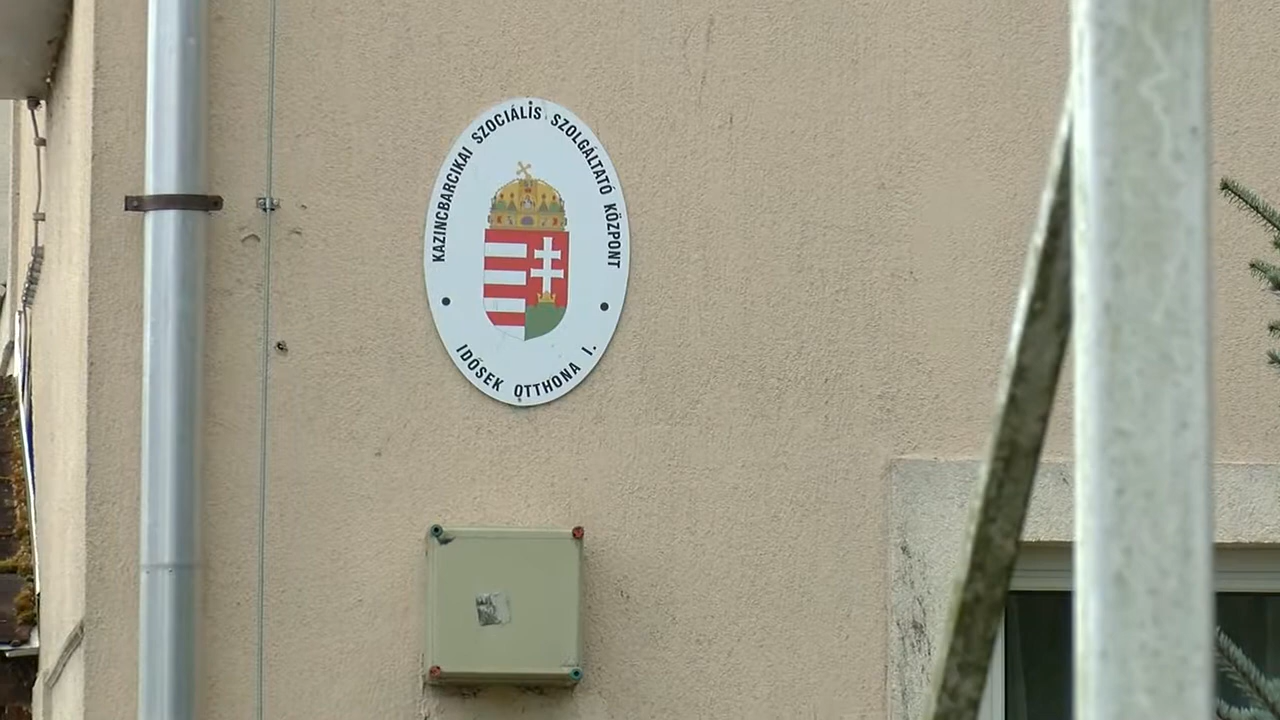 KAZINCBARCIKAI SZOCIÁLIS SZOLGÁLTATÓ KÖZPONT
IDŐSEK OTTHONA I.